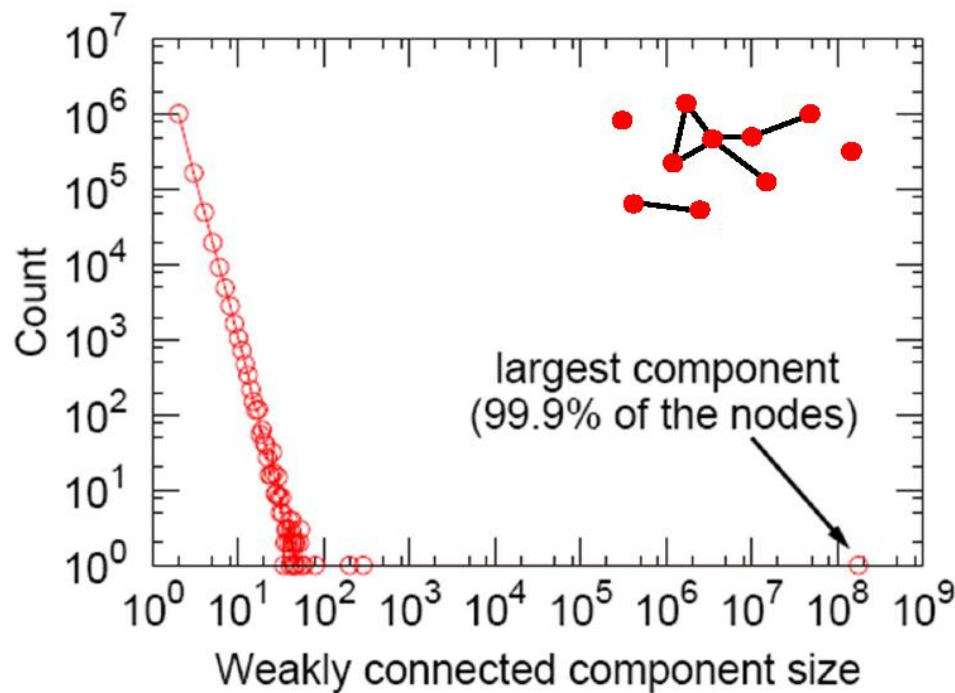 10^7
10^6
10^5
10^4
10^3
10^2
10^1
10^0
Count
largest component
(99.9% of the nodes)
10^0 10^1 10^2 10^3 10^4 10^5 10^6 10^7 10^8 10^9
Weakly connected component size